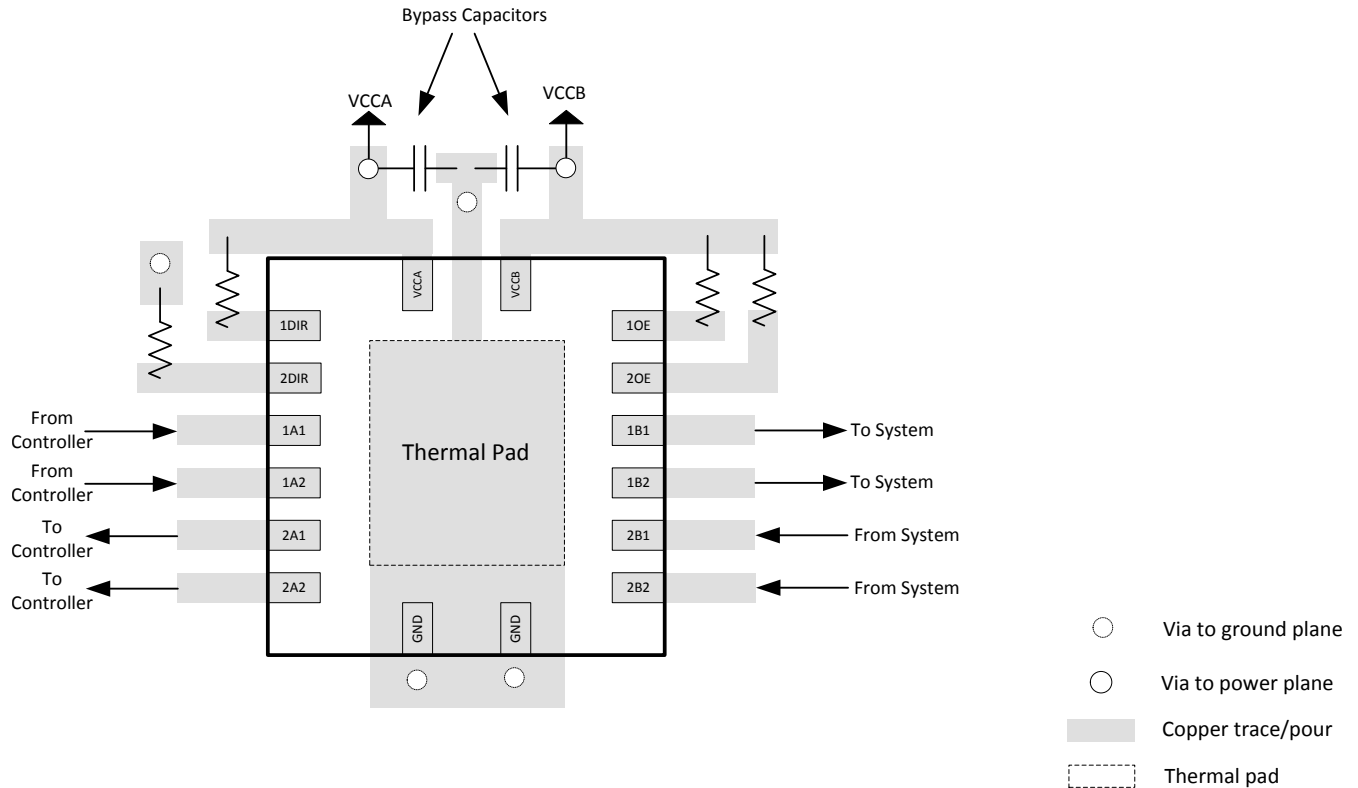 Bypass Capacitors
VCCA
VCCB
VCCA
VCCB
1DIR
1OE
2DIR
2OE
From
Controller
1A1
1B1
To System
Thermal Pad
From
Controller
1A2
1B2
To System
To
Controller
2A1
2B1
From System
To
Controller
2A2
2B2
From System
GND
GND
Via to ground plane
Via to power plane
Copper trace/pour
Thermal pad